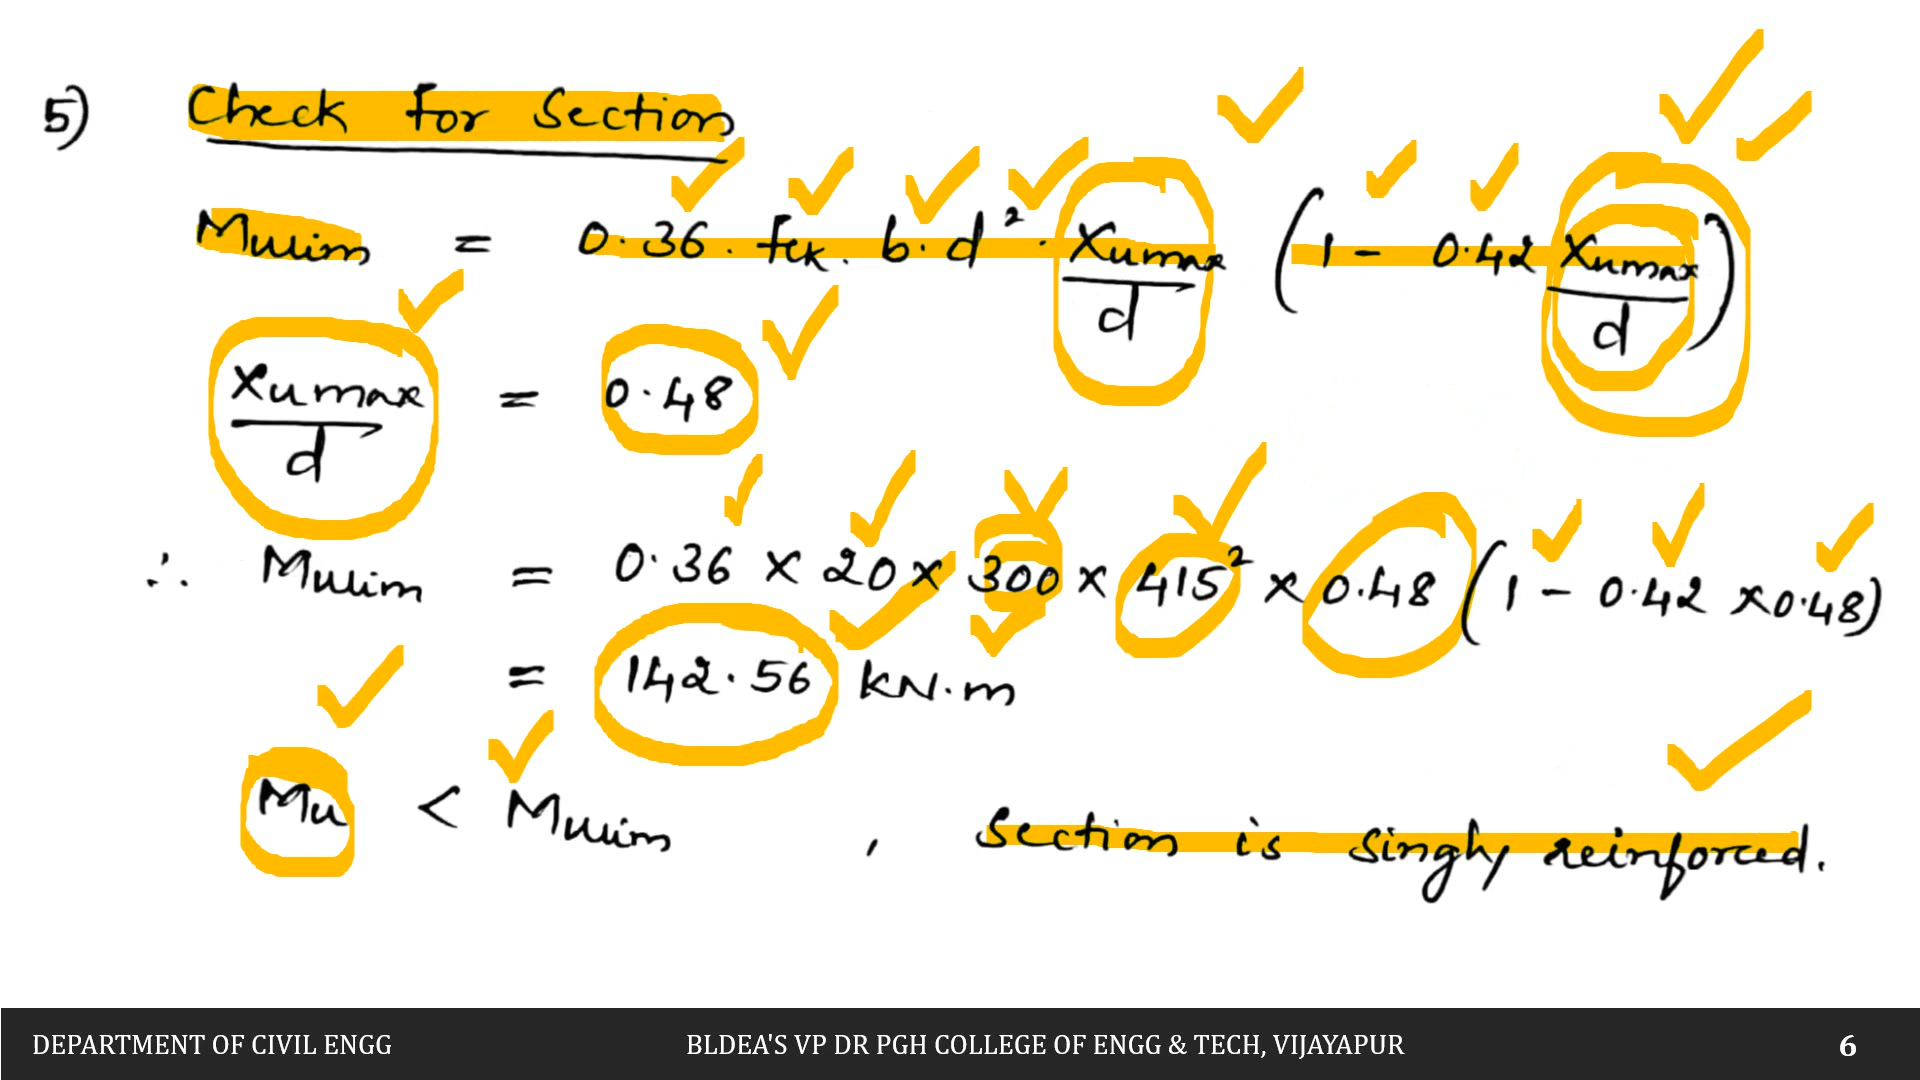 5) Check for Section
Mulim = 0.36 . fck . b . d² . Xumax/d (1 - 0.42 Xumax/d)
Xumax/d = 0.48
∴ Mulim = 0.36 x 20 x 300 x 415² x 0.48 (1 - 0.42 x 0.48)
= 142.56 kN.m
Mu < Mulim , section is singly reinforced.
DEPARTMENT OF CIVIL ENGG BLDEA'S VP DR PGH COLLEGE OF ENGG & TECH, VIJAYAPUR 6